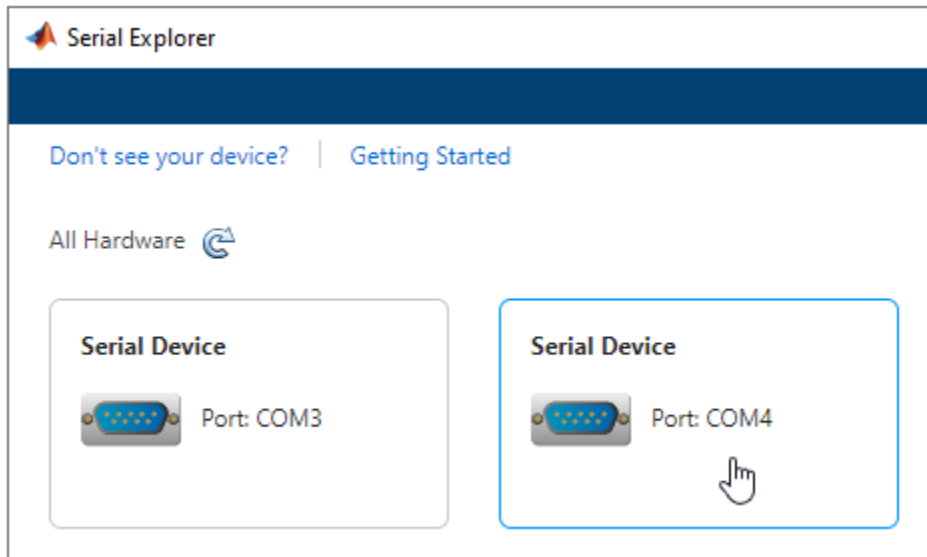 Serial Explorer
Don't see your device? Getting Started
All Hardware
Serial Device
Port: COM3
Serial Device
Port: COM4